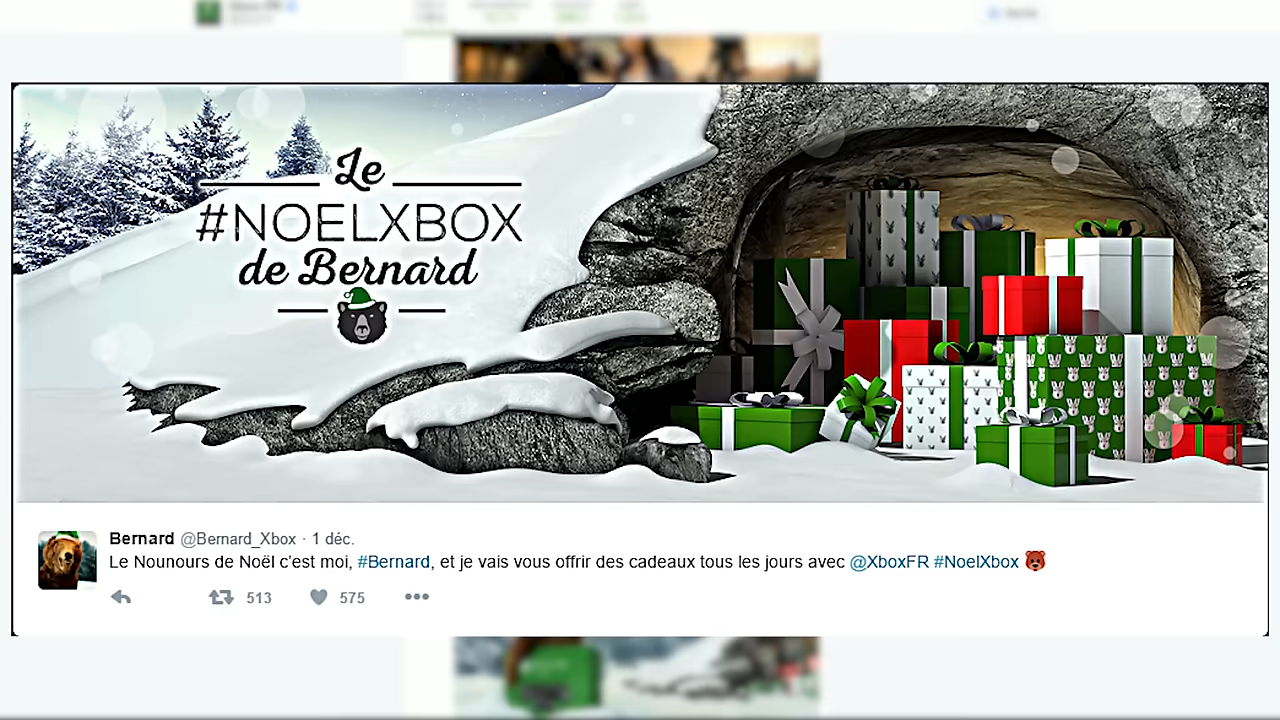 Le
#NOELXBOX
de Bernard
Bernard @Bernard_Xbox · 1 déc.
Le Nounours de Noël c'est moi, #Bernard, et je vais vous offrir des cadeaux tous les jours avec @XboxFR #NoelXbox
513 575